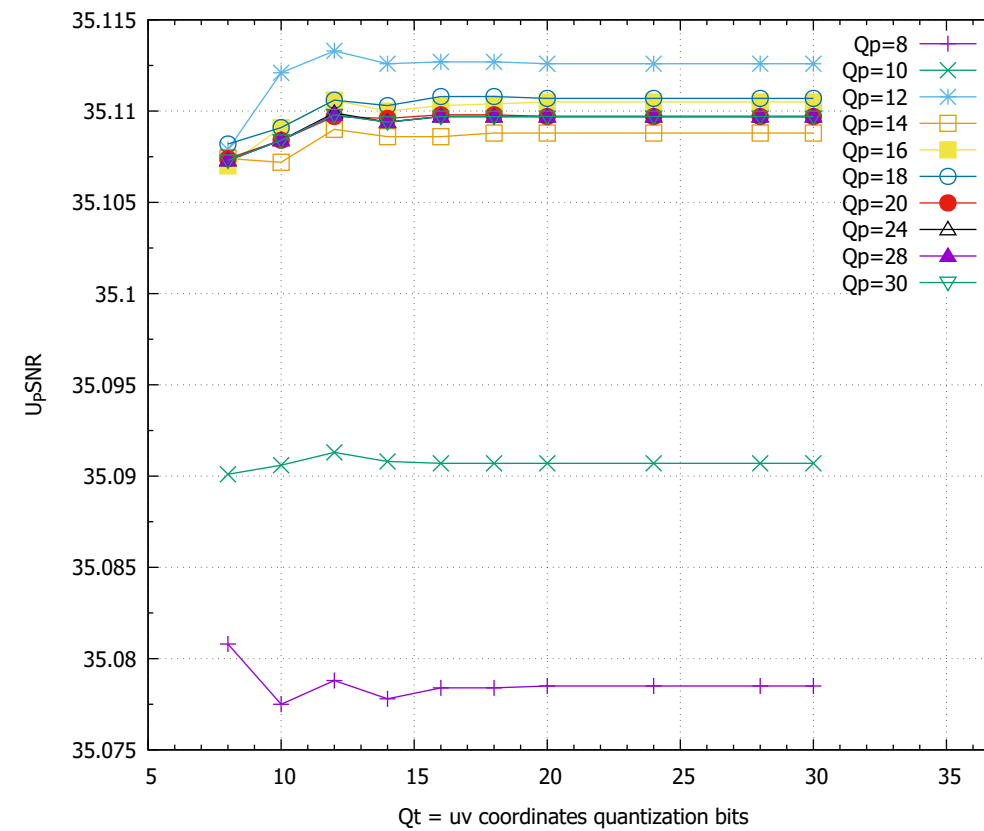 35.115
35.11
35.105
35.1
35.095
35.09
35.085
35.08
35.075
5
10
15
20
25
30
35
UPSNR
Qt = uv coordinates quantization bits
Qp=8
Qp=10
Qp=12
Qp=14
Qp=16
Qp=18
Qp=20
Qp=24
Qp=28
Qp=30